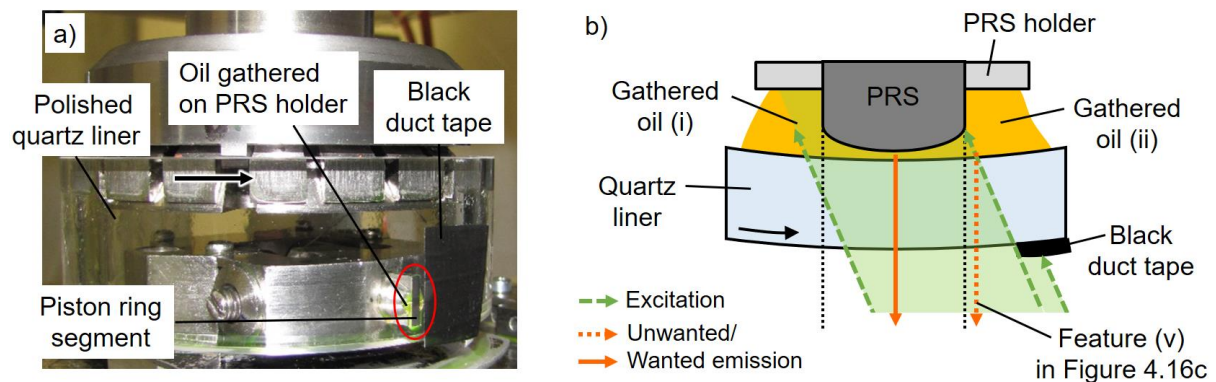 a)
Oil gathered
on PRS holder
Polished
quartz liner
Black
duct tape
Piston ring
segment
b)
PRS holder
PRS
Gathered
oil (i)
Gathered
oil (ii)
Quartz
liner
Black
duct tape
Excitation
Unwanted/
Wanted emission
Feature (v)
in Figure 4.16c